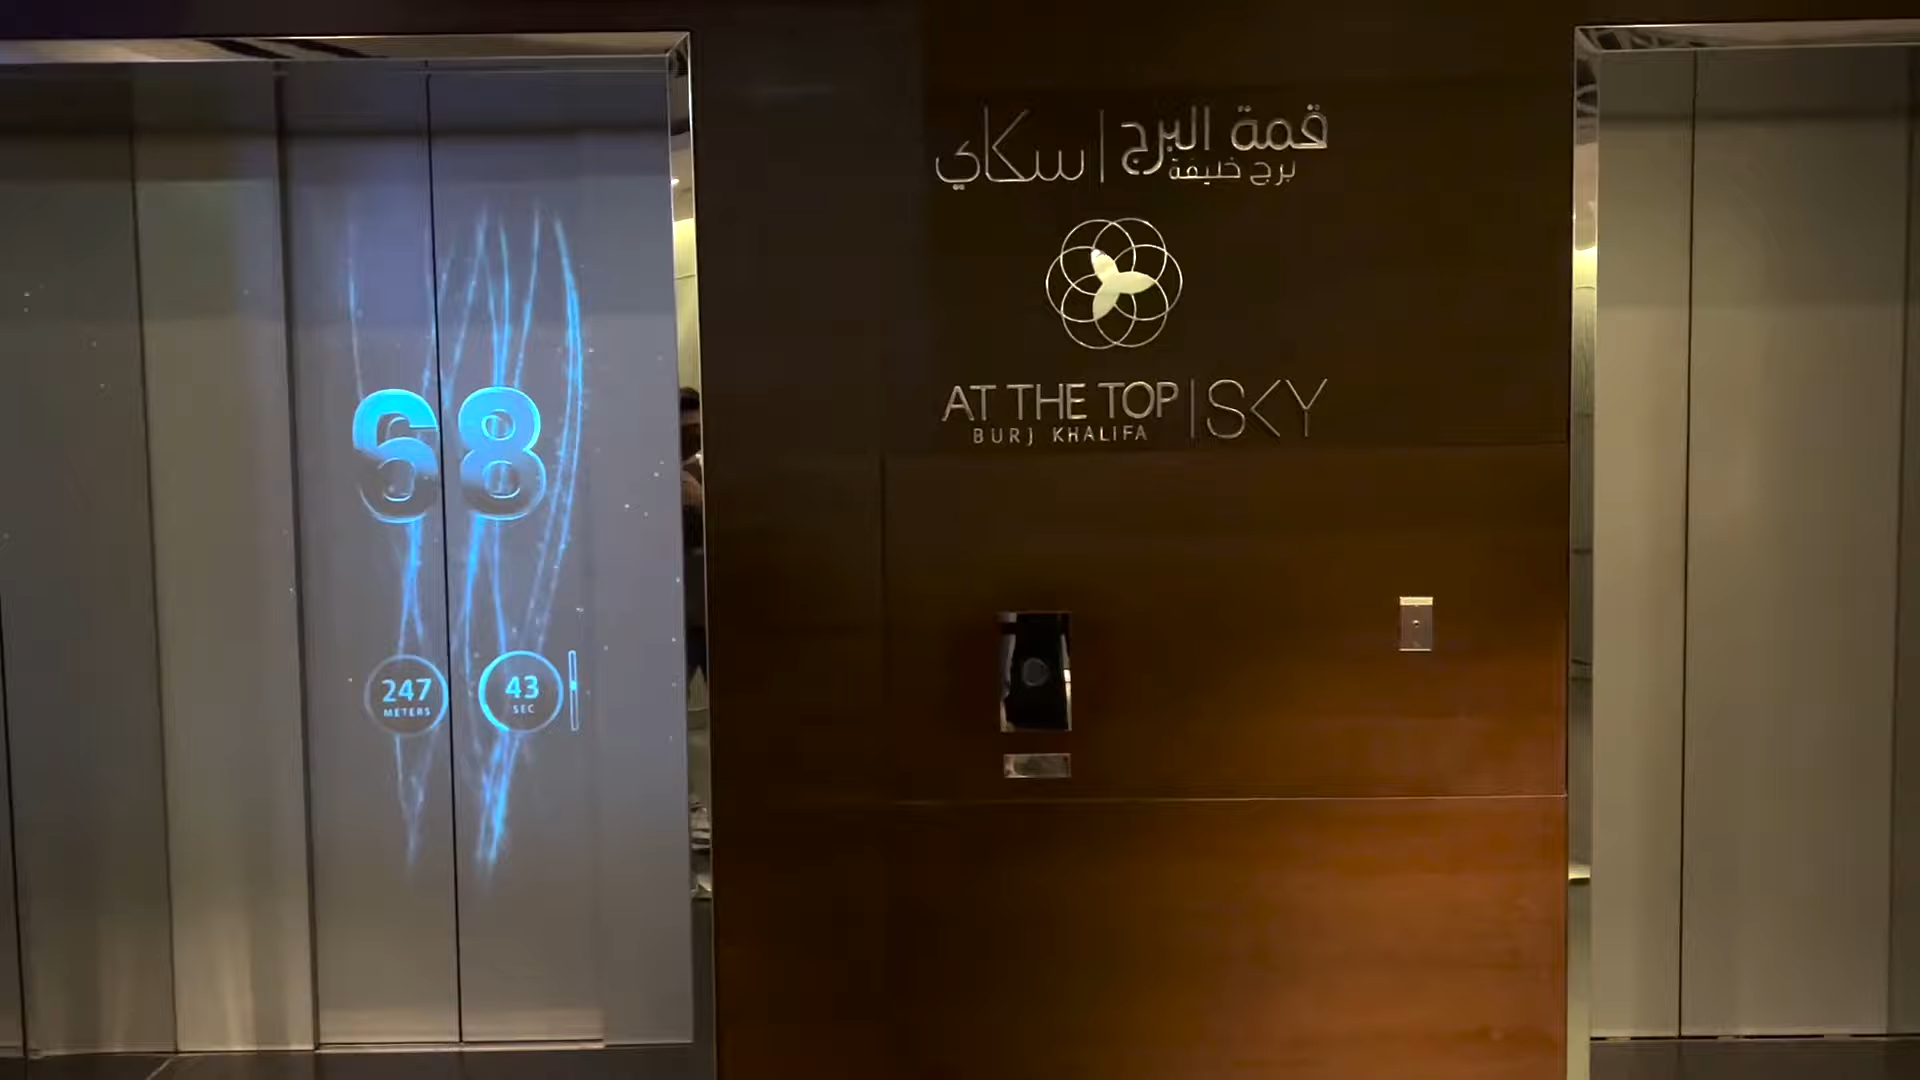 68
247
METERS
43
SEC
قمة البرج | سكاي
برج خليفة
AT THE TOP | SKY
BURJ KHALIFA